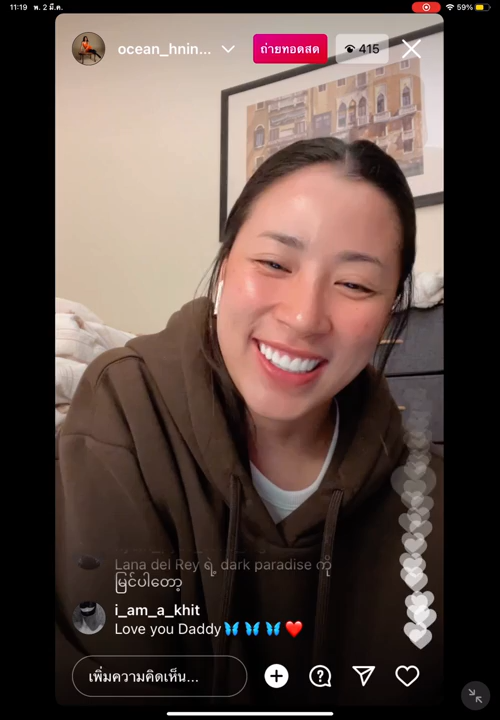 11:19 พ. 2 มี.ค.
59%
ocean_hnin...
ถ่ายทอดสด
415
Lana del Rey ရဲ့ dark paradise ကို
မြင်ပါတော့
i_am_a_khit
Love you Daddy🦋🦋🦋❤️
เพิ่มความคิดเห็น...